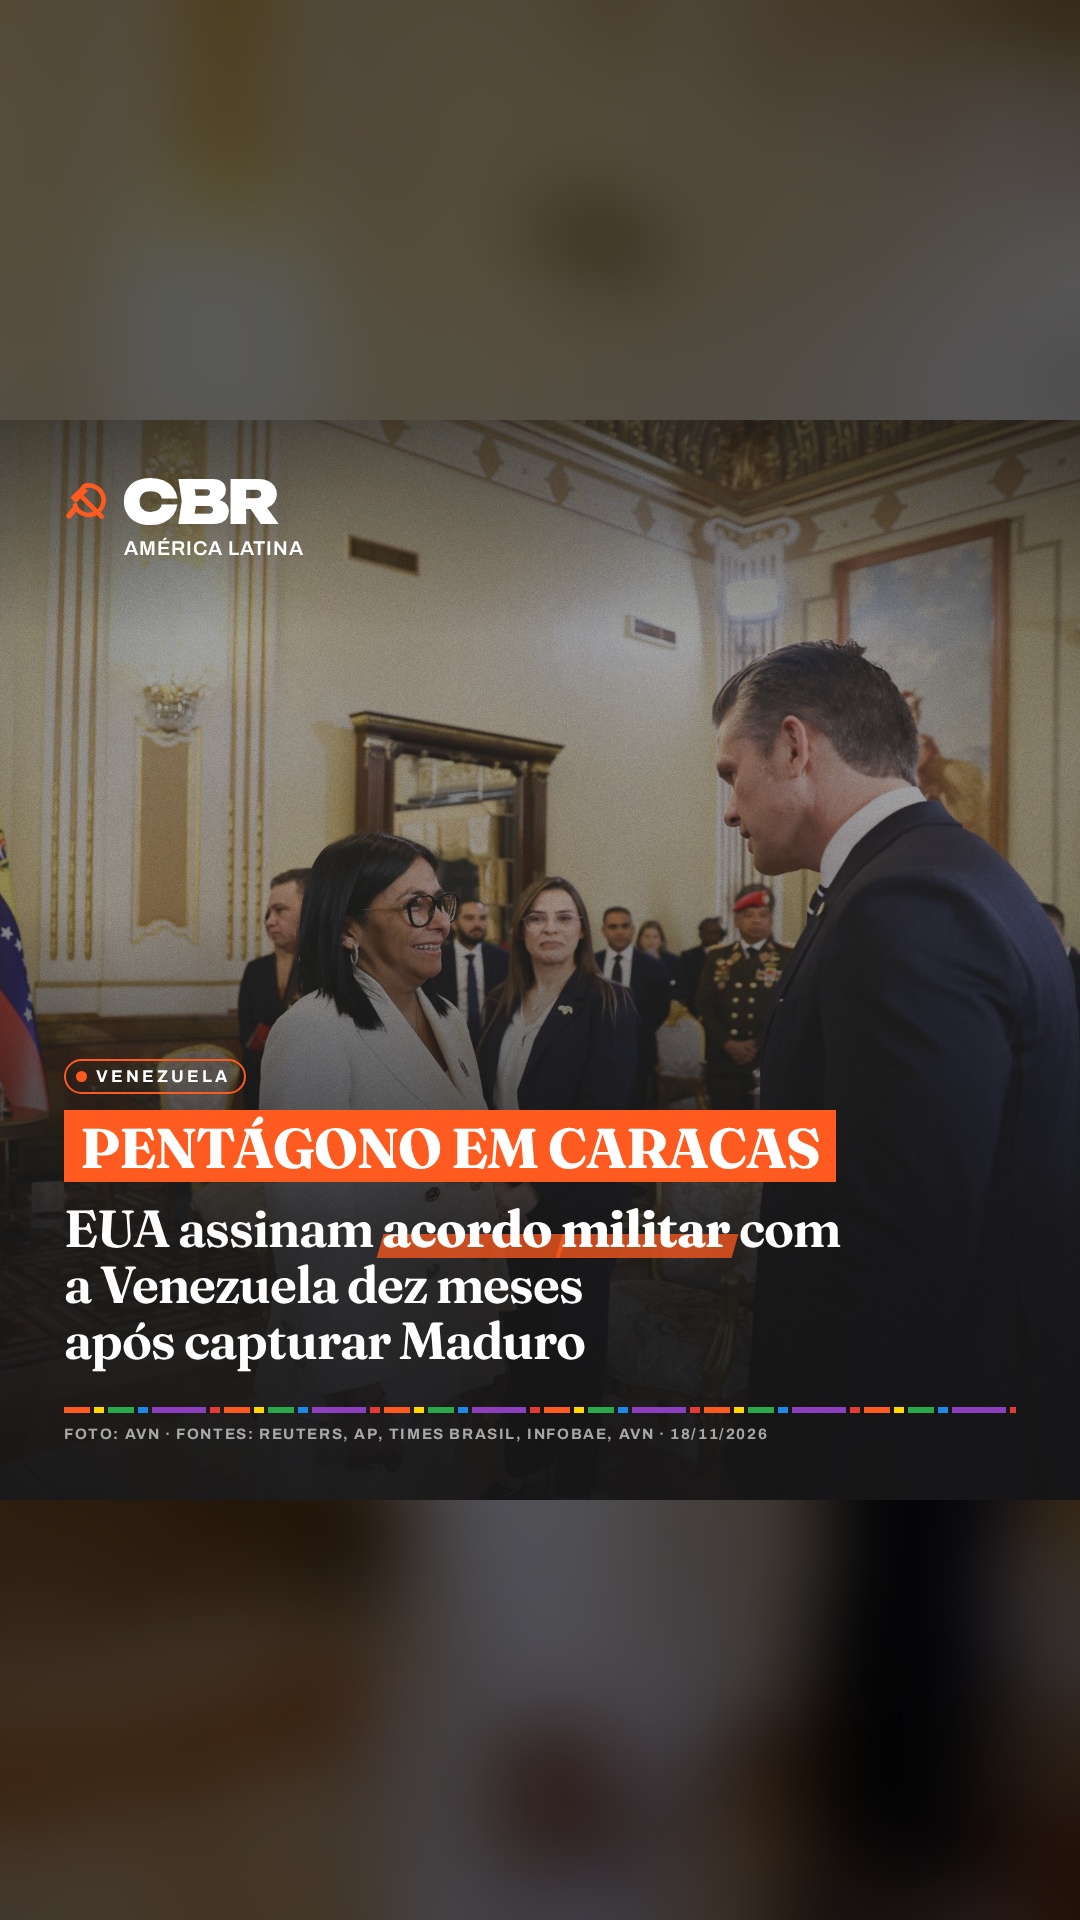 CBR
AMÉRICA LATINA
VENEZUELA
PENTÁGONO EM CARACAS
EUA assinam acordo militar com
a Venezuela dez meses
após capturar Maduro
FOTO: AVN · FONTES: REUTERS, AP, TIMES BRASIL, INFOBAE, AVN · 18/11/2026